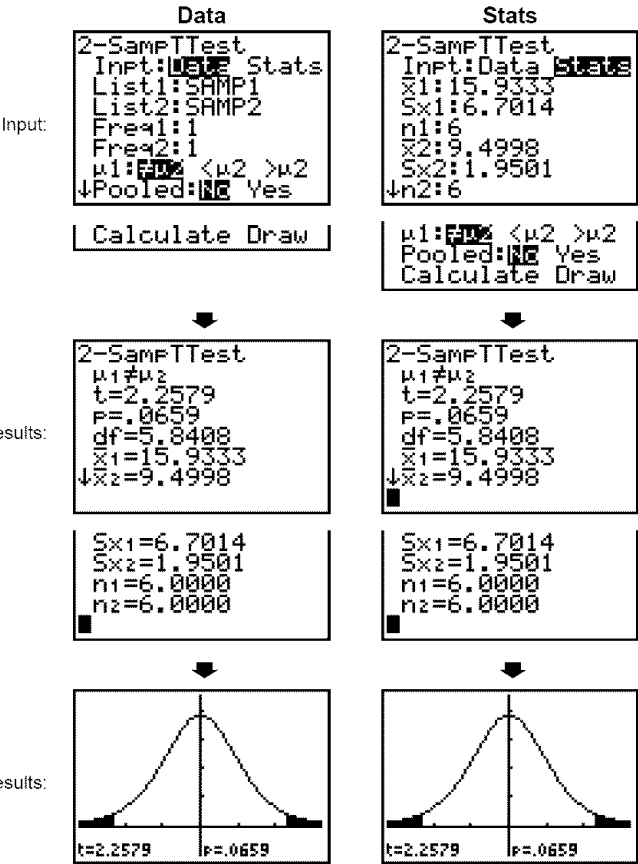 Data
2-SampTTest
Inpt:Data Stats
List1:SAMP1
List2:SAMP2
Freq1:1
Freq2:1
μ1:≠μ2 <μ2 >μ2
↓Pooled:No Yes
Calculate Draw
Stats
2-SampTTest
Inpt:Data Stats
x̄1:15.9333
Sx1:6.7014
n1:6
x̄2:9.4998
Sx2:1.9501
↓n2:6
μ1:≠μ2 <μ2 >μ2
Pooled:No Yes
Calculate Draw
Input:
2-SampTTest
μ1≠μ2
t=2.2579
p=.0659
df=5.8408
x̄1=15.9333
↓x̄2=9.4998
Sx1=6.7014
Sx2=1.9501
n1=6.0000
n2=6.0000
2-SampTTest
μ1≠μ2
t=2.2579
p=.0659
df=5.8408
x̄1=15.9333
↓x̄2=9.4998
Sx1=6.7014
Sx2=1.9501
n1=6.0000
n2=6.0000
esults:
t=2.2579 p=.0659
t=2.2579 p=.0659
esults: